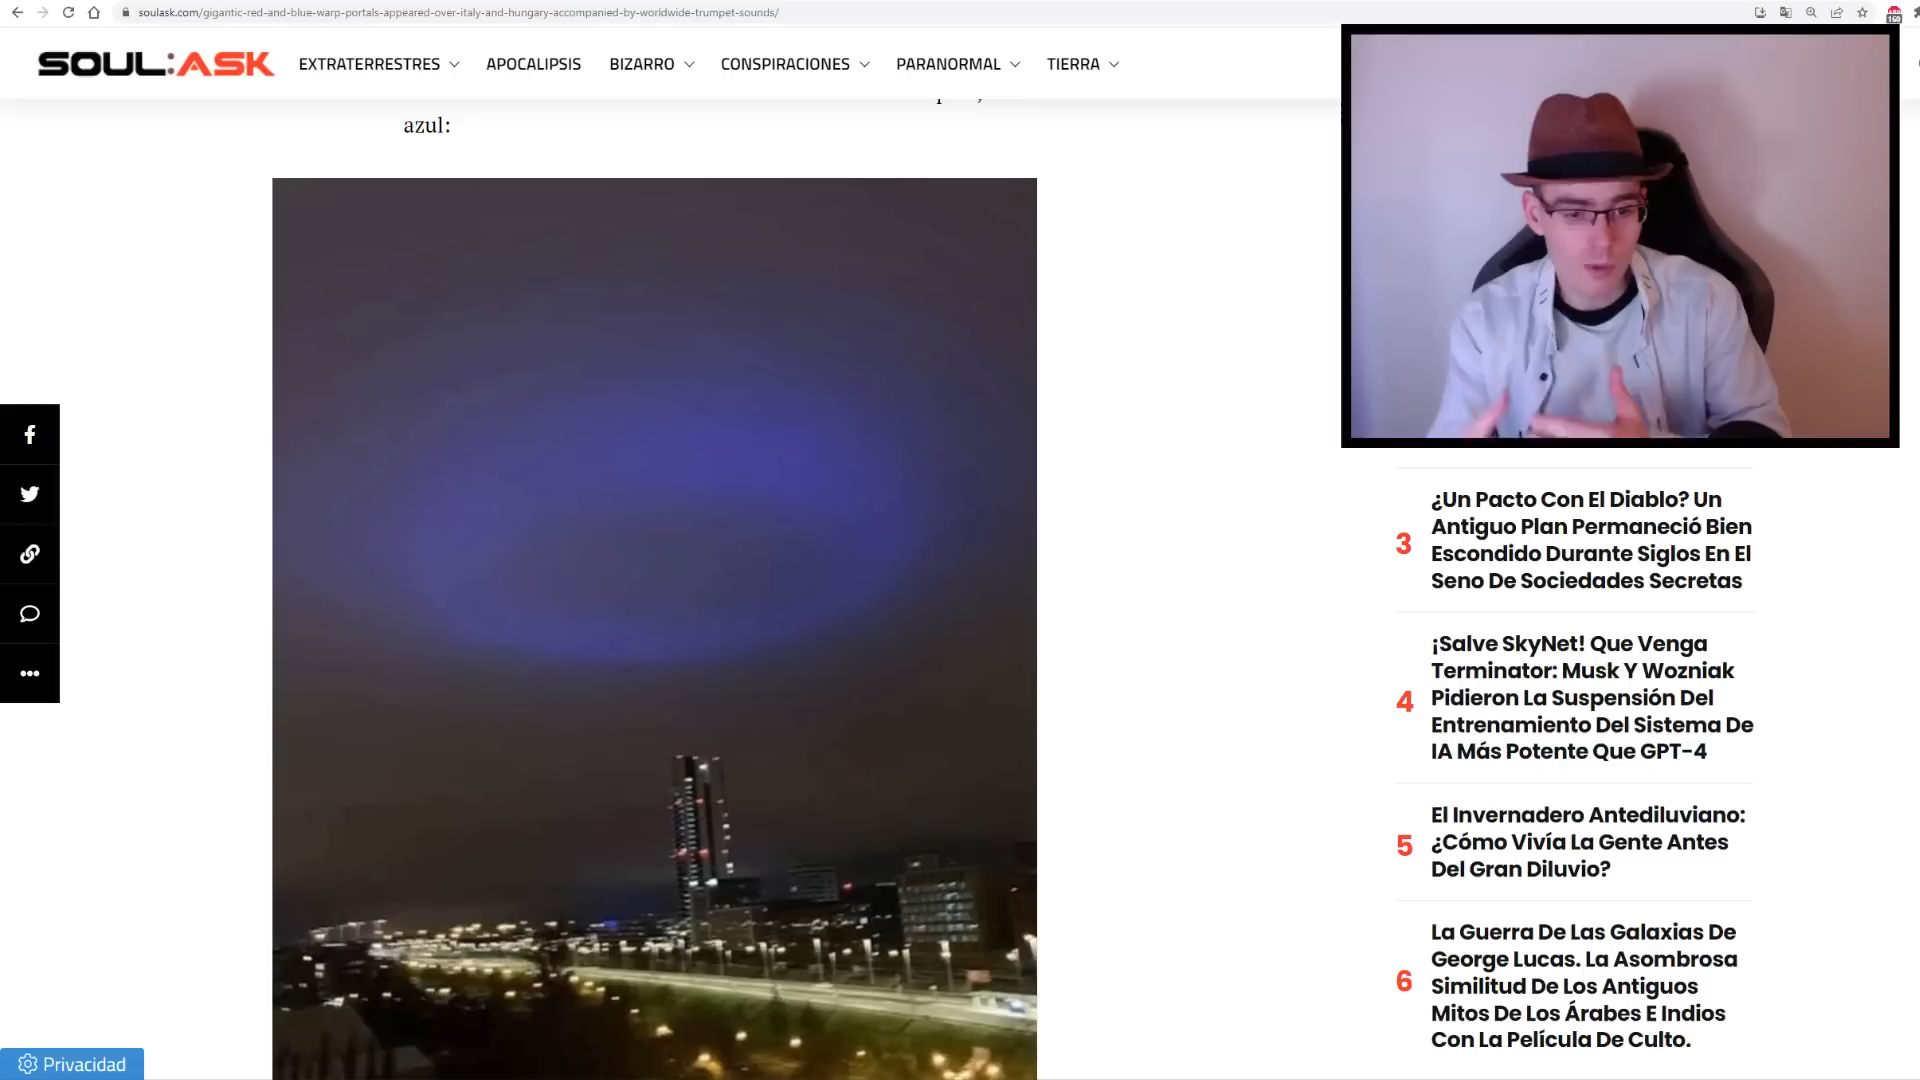 soulask.com/gigantic-red-and-blue-warp-portals-appeared-over-italy-and-hungary-accompanied-by-worldwide-trumpet-sounds/
SOUL:ASK
EXTRATERRESTRES
APOCALIPSIS
BIZARRO
CONSPIRACIONES
PARANORMAL
TIERRA
azul:
3
¿Un Pacto Con El Diablo? Un
Antiguo Plan Permaneció Bien
Escondido Durante Siglos En El
Seno De Sociedades Secretas
4
¡Salve SkyNet! Que Venga
Terminator: Musk Y Wozniak
Pidieron La Suspensión Del
Entrenamiento Del Sistema De
IA Más Potente Que GPT-4
5
El Invernadero Antediluviano:
¿Cómo Vivía La Gente Antes
Del Gran Diluvio?
6
La Guerra De Las Galaxias De
George Lucas. La Asombrosa
Similitud De Los Antiguos
Mitos De Los Árabes E Indios
Con La Película De Culto.
Privacidad